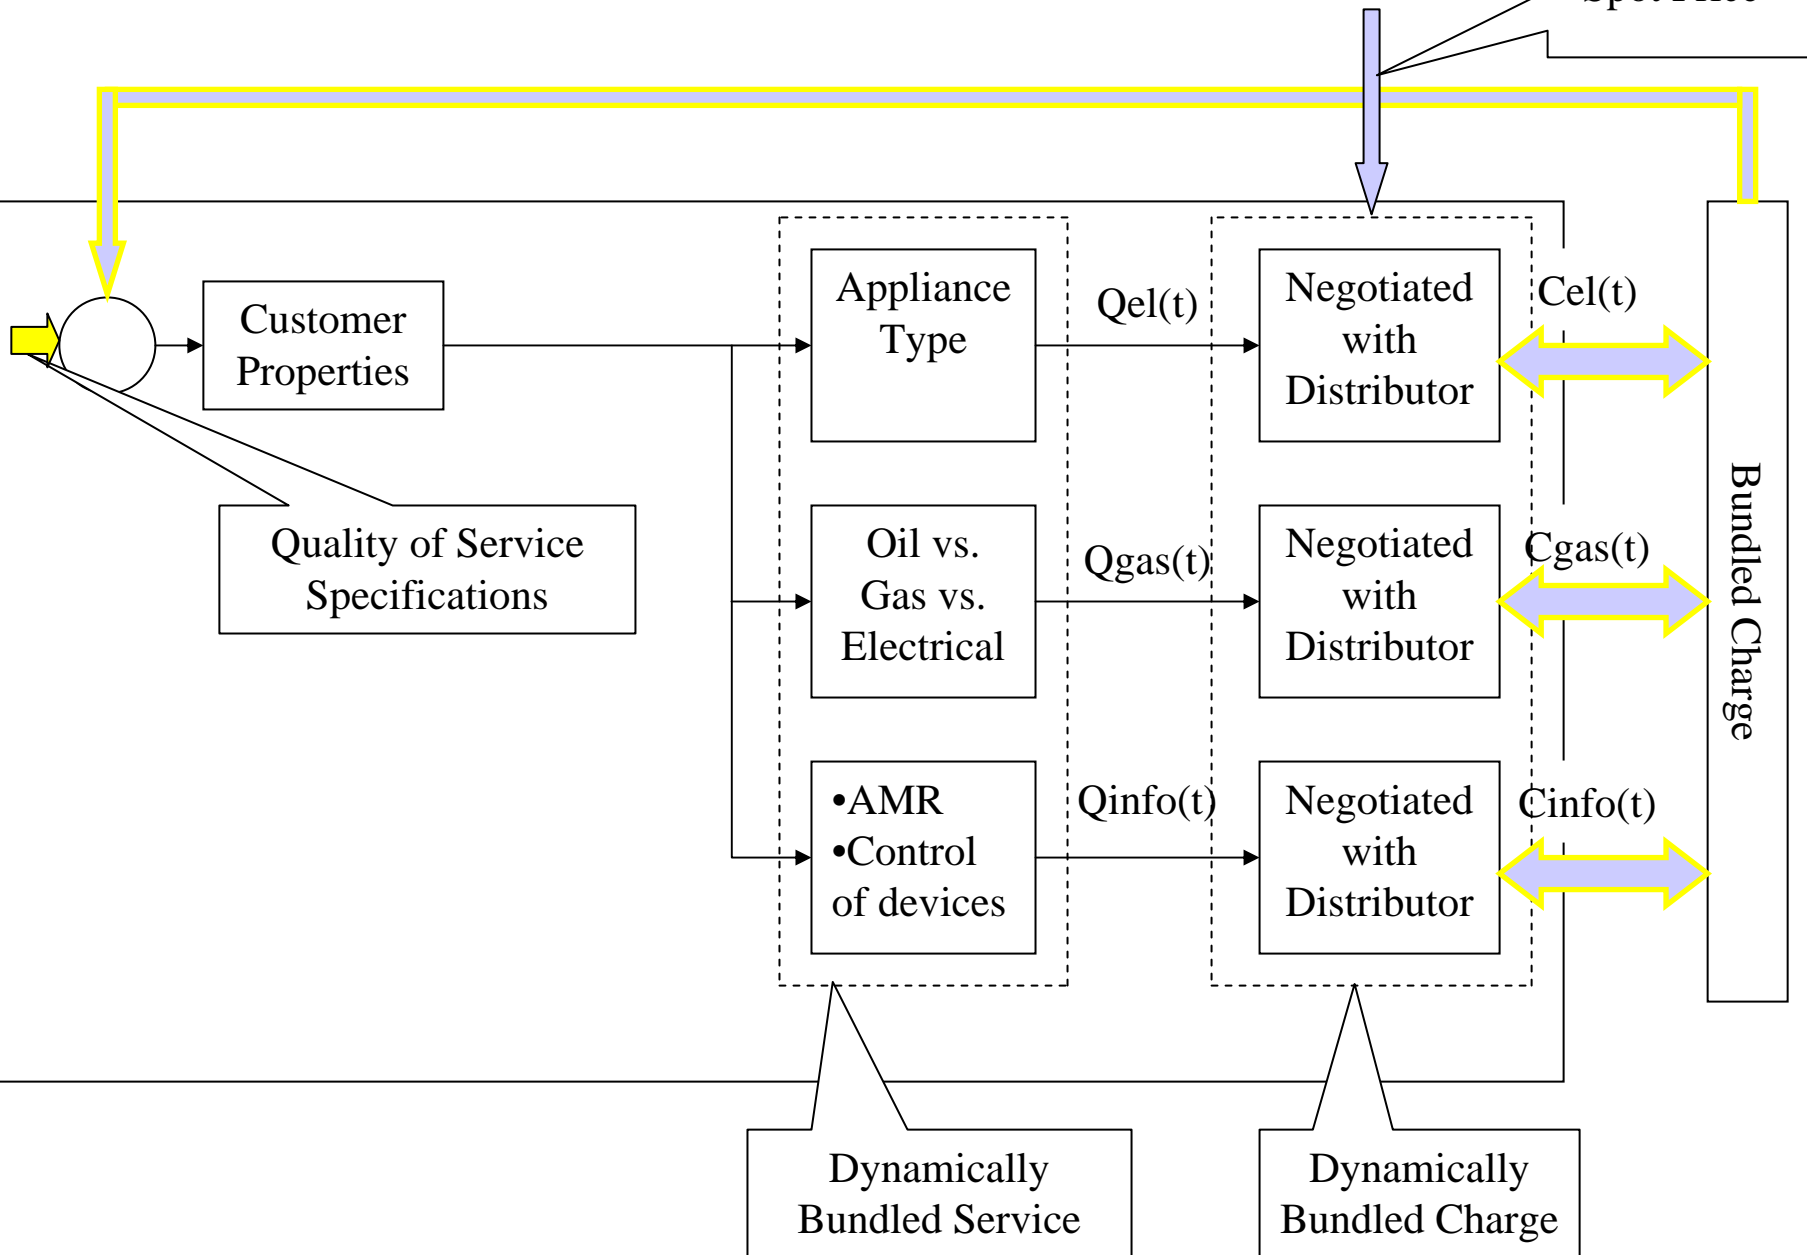 Spot Price
Customer
Properties
Appliance
Type
Qel(t)
Negotiated
with
Distributor
Cel(t)
Quality of Service
Specifications
Oil vs.
Gas vs.
Electrical
Qgas(t)
Negotiated
with
Distributor
Cgas(t)
Bundled Charge
•AMR
•Control
of devices
Qinfo(t)
Negotiated
with
Distributor
Cinfo(t)
Dynamically
Bundled Service
Dynamically
Bundled Charge